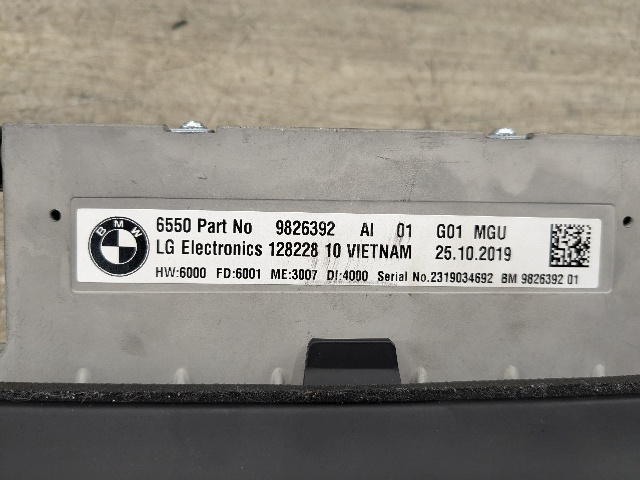 BMW
6550 Part No 9826392 AI 01 G01 MGU
LG Electronics 128228 10 VIETNAM 25.10.2019
HW:6000 FD:6001 ME:3007 DI:4000 Serial No.2319034692 BM 9826392 01